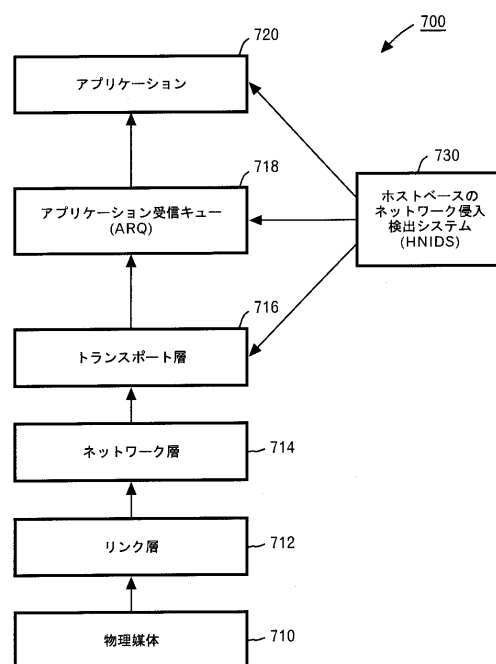 700
720
アプリケーション
718
730
アプリケーション受信キュー
(ARQ)
ホストベースの
ネットワーク侵入
検出システム
(HNIDS)
716
トランスポート層
ネットワーク層
714
リンク層
712
物理媒体
710